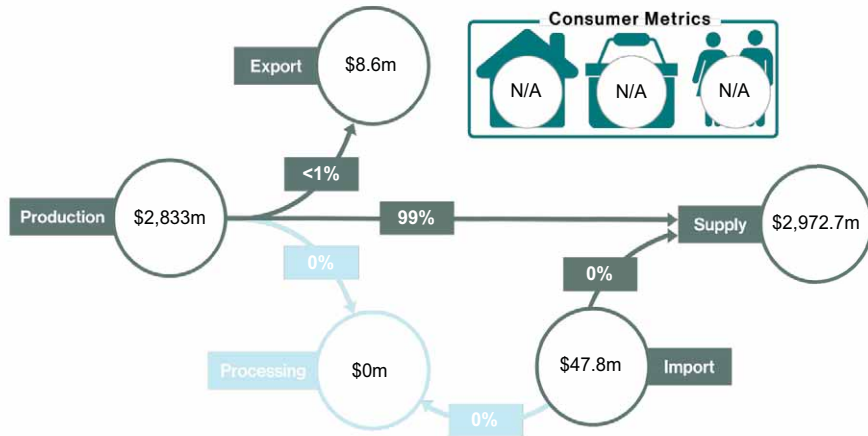 Consumer Metrics
Export
$8.6m
N/A
N/A
N/A
<1%
Production
$2,833m
99%
Supply
$2,972.7m
0%
0%
Processing
$0m
$47.8m
Import
0%